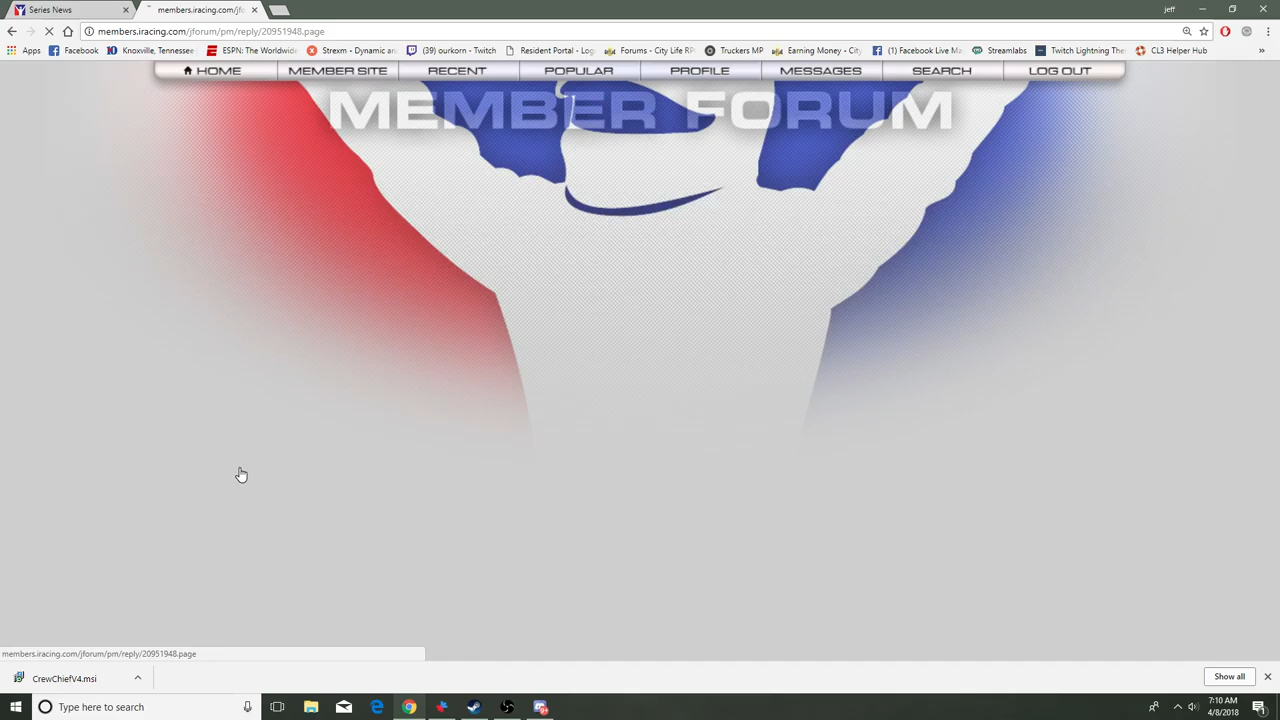 Series News
members.iracing.com/jfo
jeff
members.iracing.com/jforum/pm/reply/20951948.page
Apps Facebook Knoxville, Tennessee ESPN: The Worldwide Strexm - Dynamic an (39) ourkorn - Twitch Resident Portal - Log Forums - City Life RP Truckers MP Earning Money - City (1) Facebook Live Ma Streamlabs Twitch Lightning The CL3 Helper Hub »
HOME MEMBER SITE RECENT POPULAR PROFILE MESSAGES SEARCH LOG OUT
MEMBER FORUM
members.iracing.com/jforum/pm/reply/20951948.page
CrewChiefV4.msi
Show all
Type here to search
7:10 AM
4/8/2018